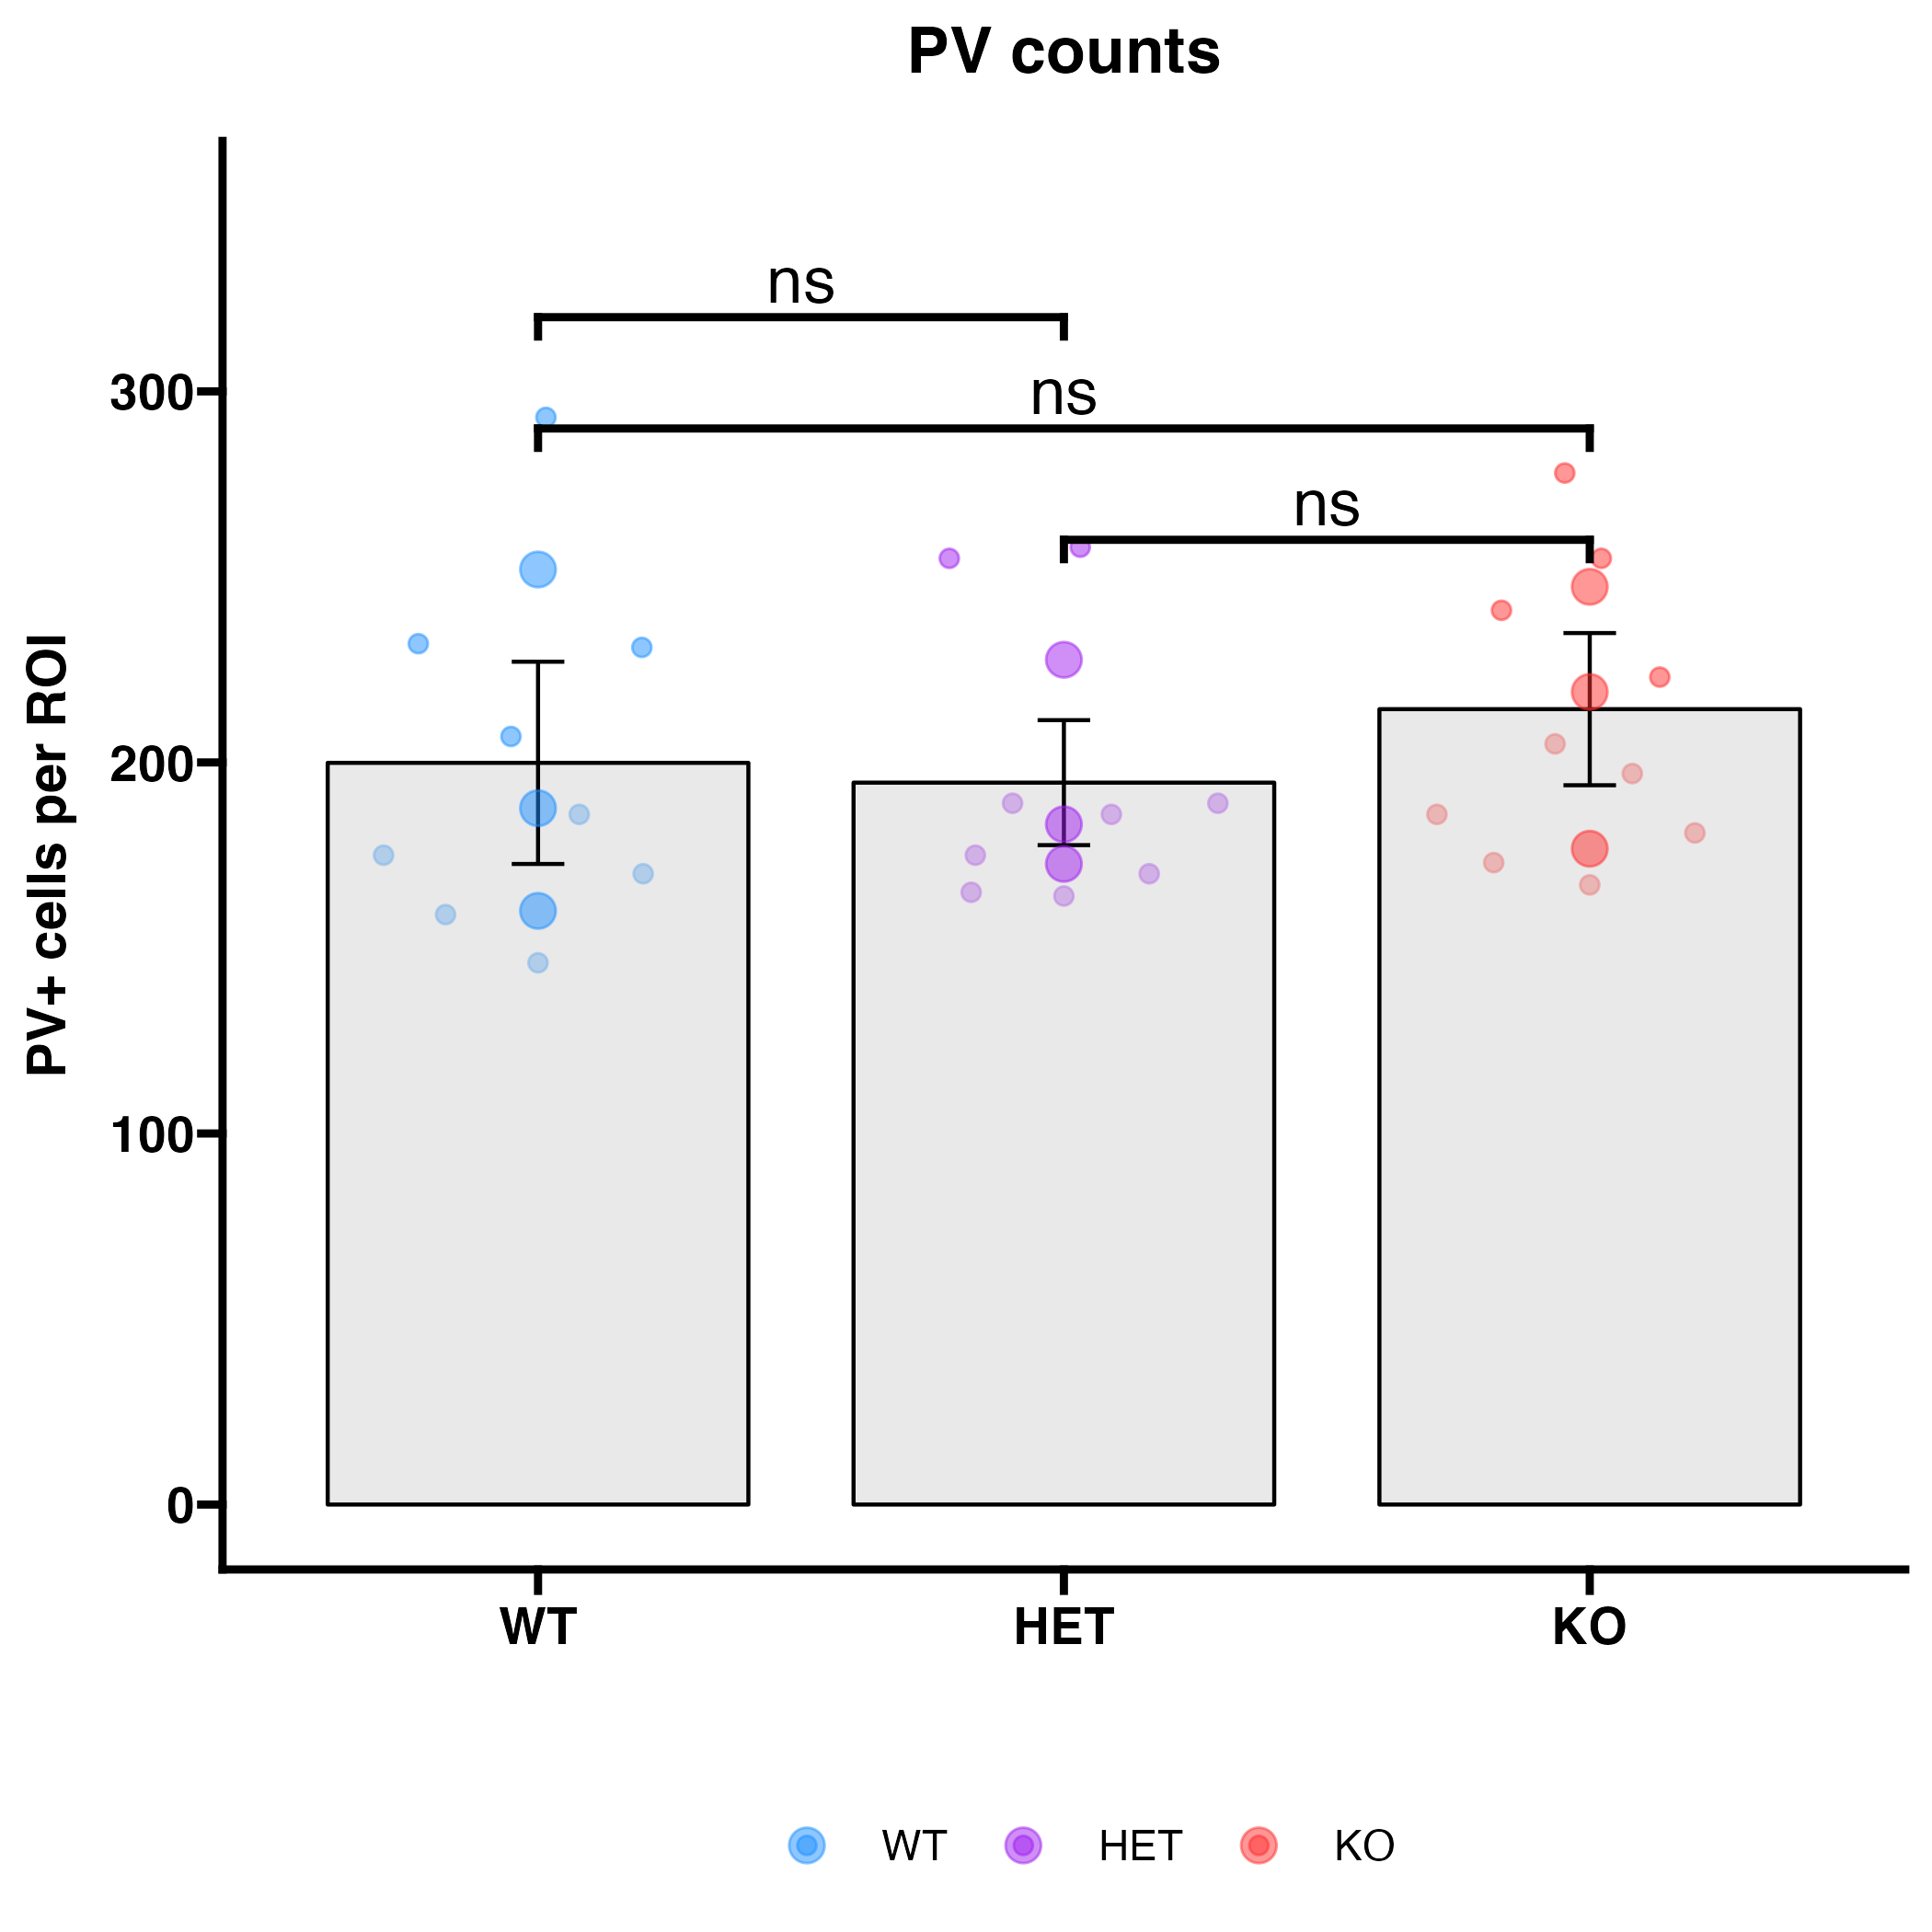 PV counts
ns
ns
ns
300
200
100
0
PV+ cells per ROI
WT
HET
KO
WT
HET
KO